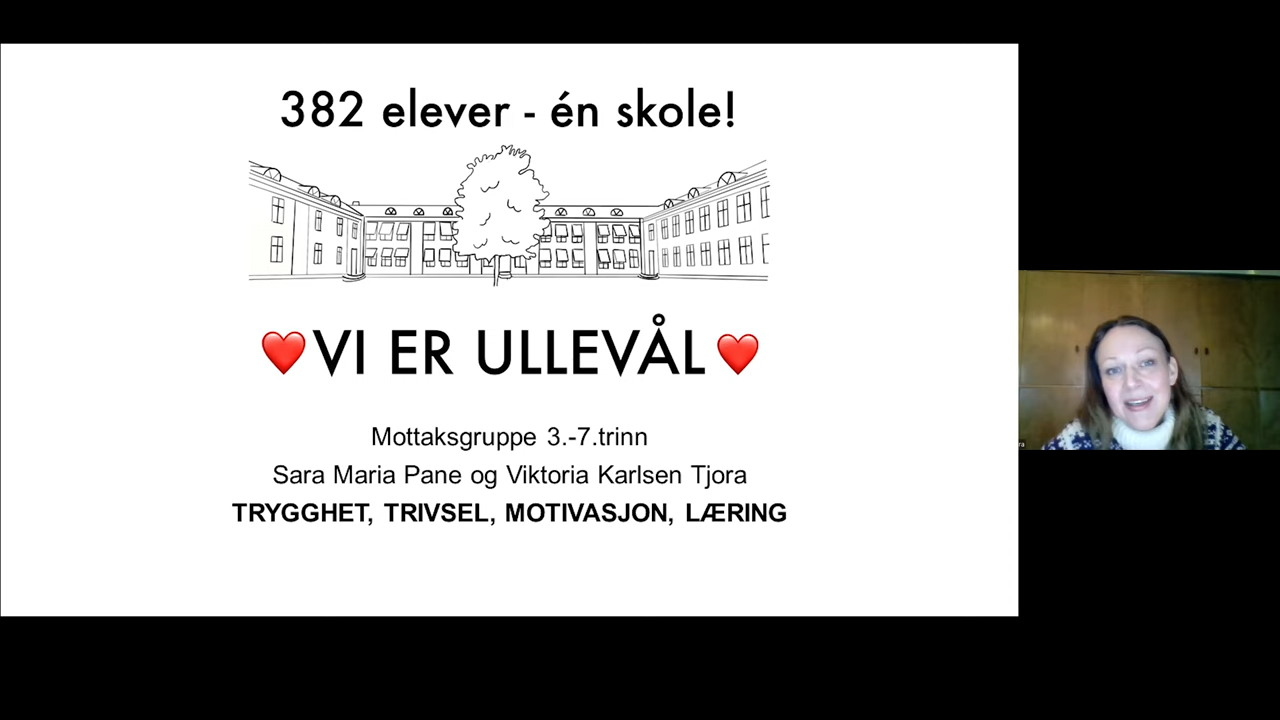 382 elever - én skole!
❤️VI ER ULLEVÅL❤️
Mottaksgruppe 3.-7.trinn
Sara Maria Pane og Viktoria Karlsen Tjora
TRYGGHET, TRIVSEL, MOTIVASJON, LÆRING
ra